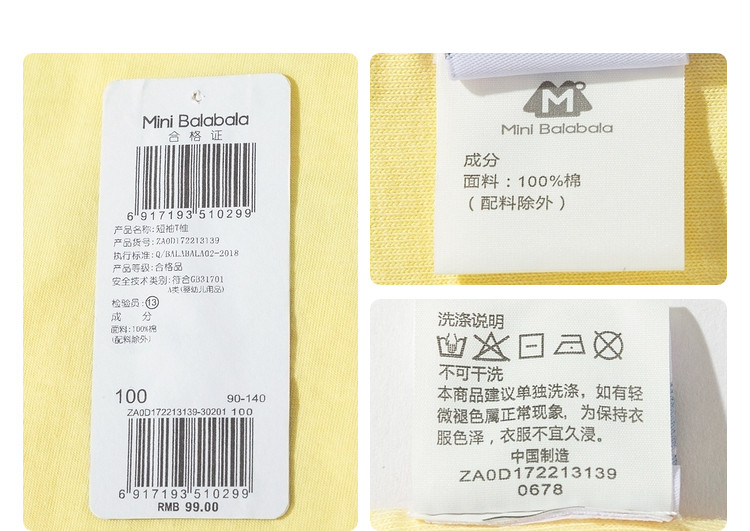 Mini Balabala
合格证
6 917193 510299
产品名称:短袖T恤
产品货号:ZA0D172213139
执行标准:Q/BALABALA02-2018
产品等级:合格品
安全技术类别:符合GB31701
A类(婴幼儿用品)
检验员:⑬
成 分
面料:100%棉
(配料除外)
100 90-140
ZA0D172213139-30201 100
6 917193 510299
RMB 99.00
M
Mini Balabala
成分
面料：100%棉
（配料除外）
洗涤说明
不可干洗
本商品建议单独洗涤，如有轻
微褪色属正常现象，为保持衣
服色泽，衣服不宜久浸。
中国制造
ZA0D172213139
0678